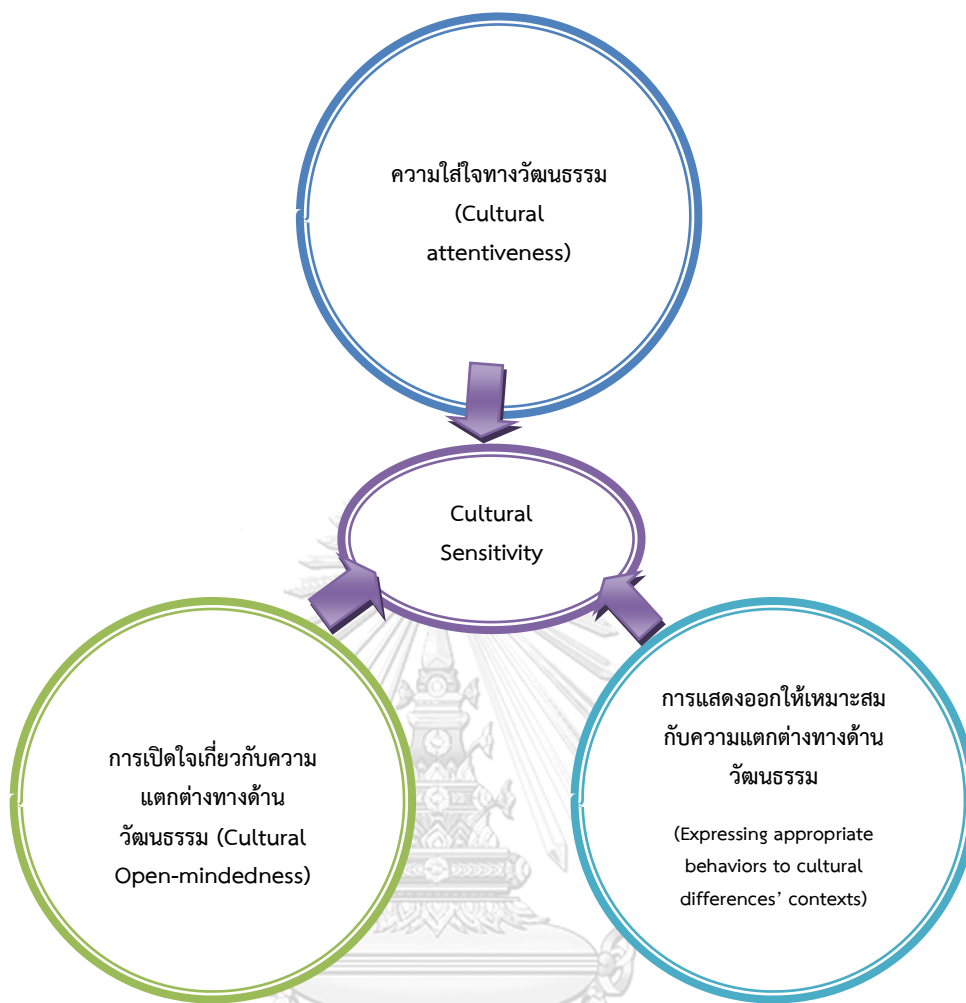 ความใส่ใจทางวัฒนธรรม
(Cultural
attentiveness)
Cultural
Sensitivity
การเปิดใจเกี่ยวกับความ
แตกต่างทางด้าน
วัฒนธรรม (Cultural
Open-mindedness)
การแสดงออกให้เหมาะสม
กับความแตกต่างทางด้าน
วัฒนธรรม
(Expressing appropriate
behaviors to cultural
differences’ contexts)